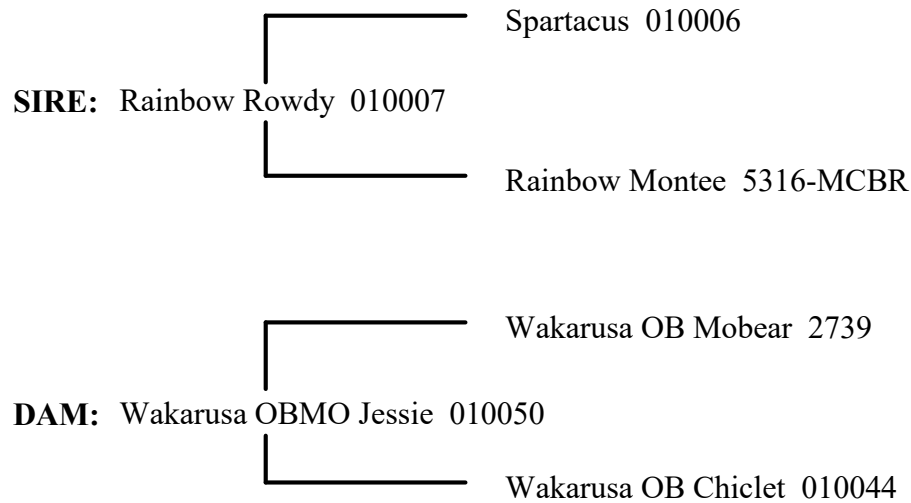 Spartacus 010006
SIRE: Rainbow Rowdy 010007
Rainbow Montee 5316-MCBR
Wakarusa OB Mobear 2739
DAM: Wakarusa OBMO Jessie 010050
Wakarusa OB Chiclet 010044